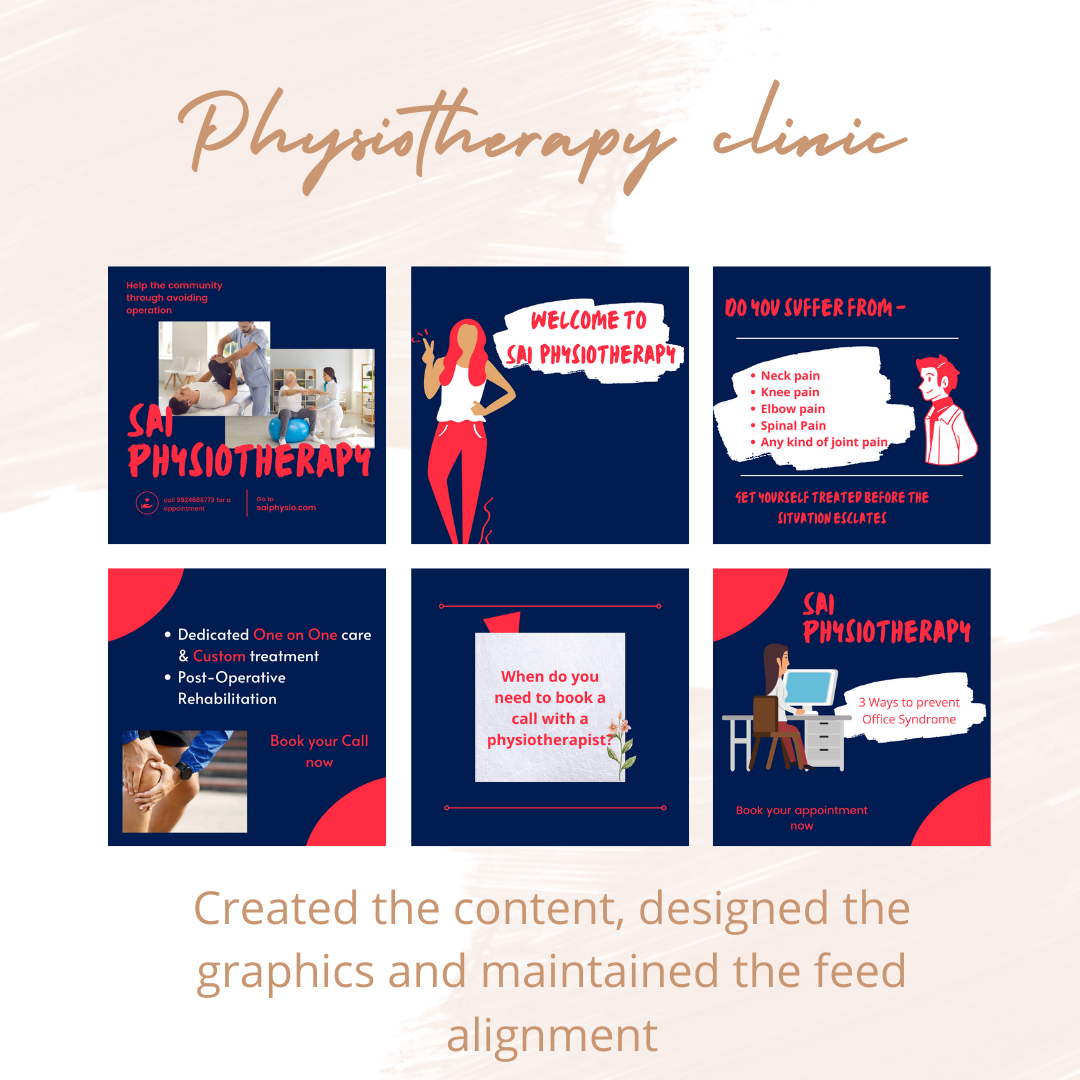 Physiotherapy clinic
Help the community
through avoiding
operation
SAI
PHYSIOTHERAPY
call 9924688773 for a
appointment
Go to
saiphysio.com
WELCOME TO
SAI PHYSIOTHERAPY
DO YOU SUFFER FROM -
• Neck pain
• Knee pain
• Elbow pain
• Spinal Pain
• Any kind of joint pain
GET YOURSELF TREATED BEFORE THE
SITUATION ESCLATES
• Dedicated One on One care
& Custom treatment
• Post-Operative
Rehabilitation
Book your Call
now
When do you
need to book a
call with a
physiotherapist?
SAI
PHYSIOTHERAPY
3 Ways to prevent
Office Syndrome
Book your appointment
now
Created the content, designed the
graphics and maintained the feed
alignment